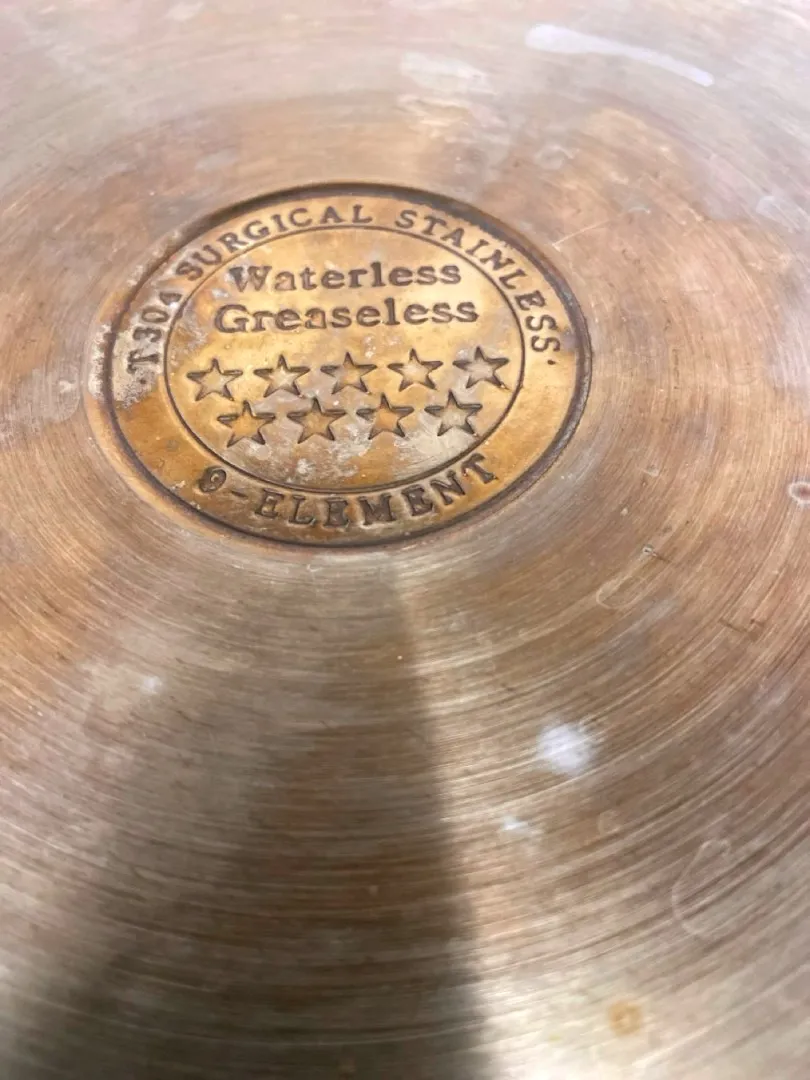 ·T304 SURGICAL STAINLESS·
Waterless
Greaseless
9-ELEMENT